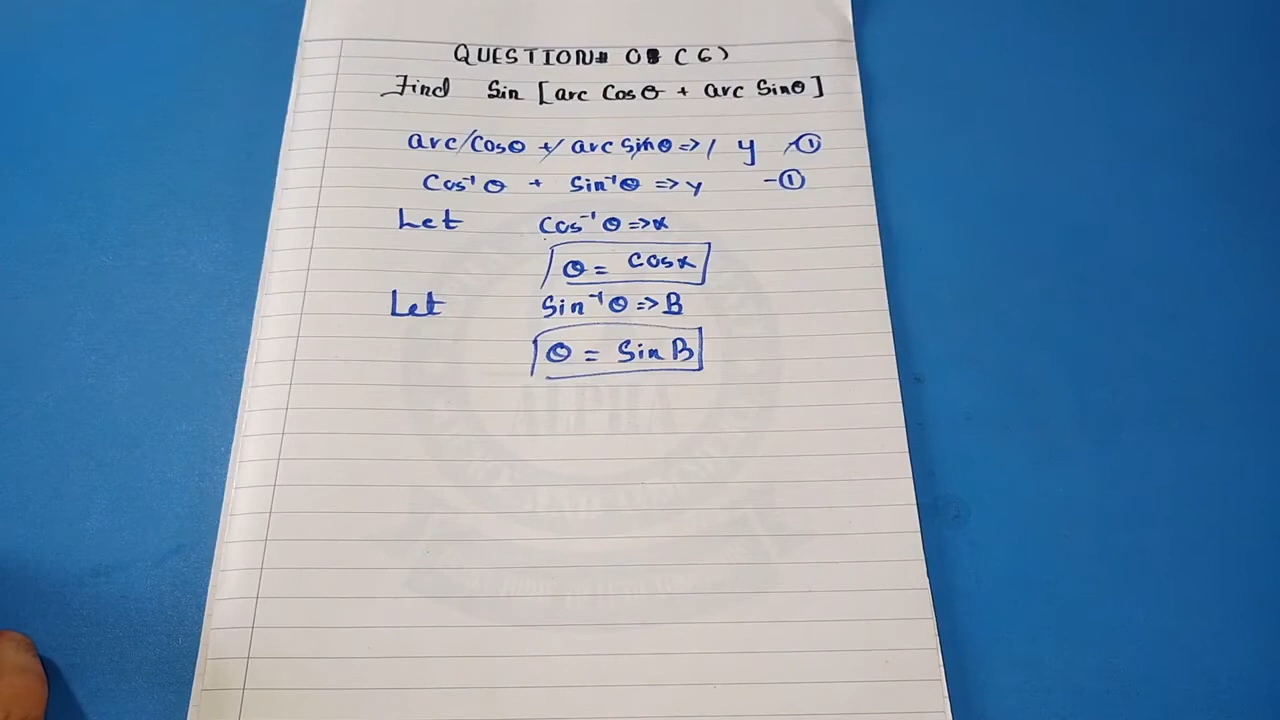 QUESTION# 0 (6)
Find Sin [arc Cosθ + arc Sinθ]
arc Cosθ + arc Sinθ => y -①
Cos⁻¹θ + Sin⁻¹θ => y -①
Let Cos⁻¹θ => α
θ = cosα
Let Sin⁻¹θ => B
θ = SinB